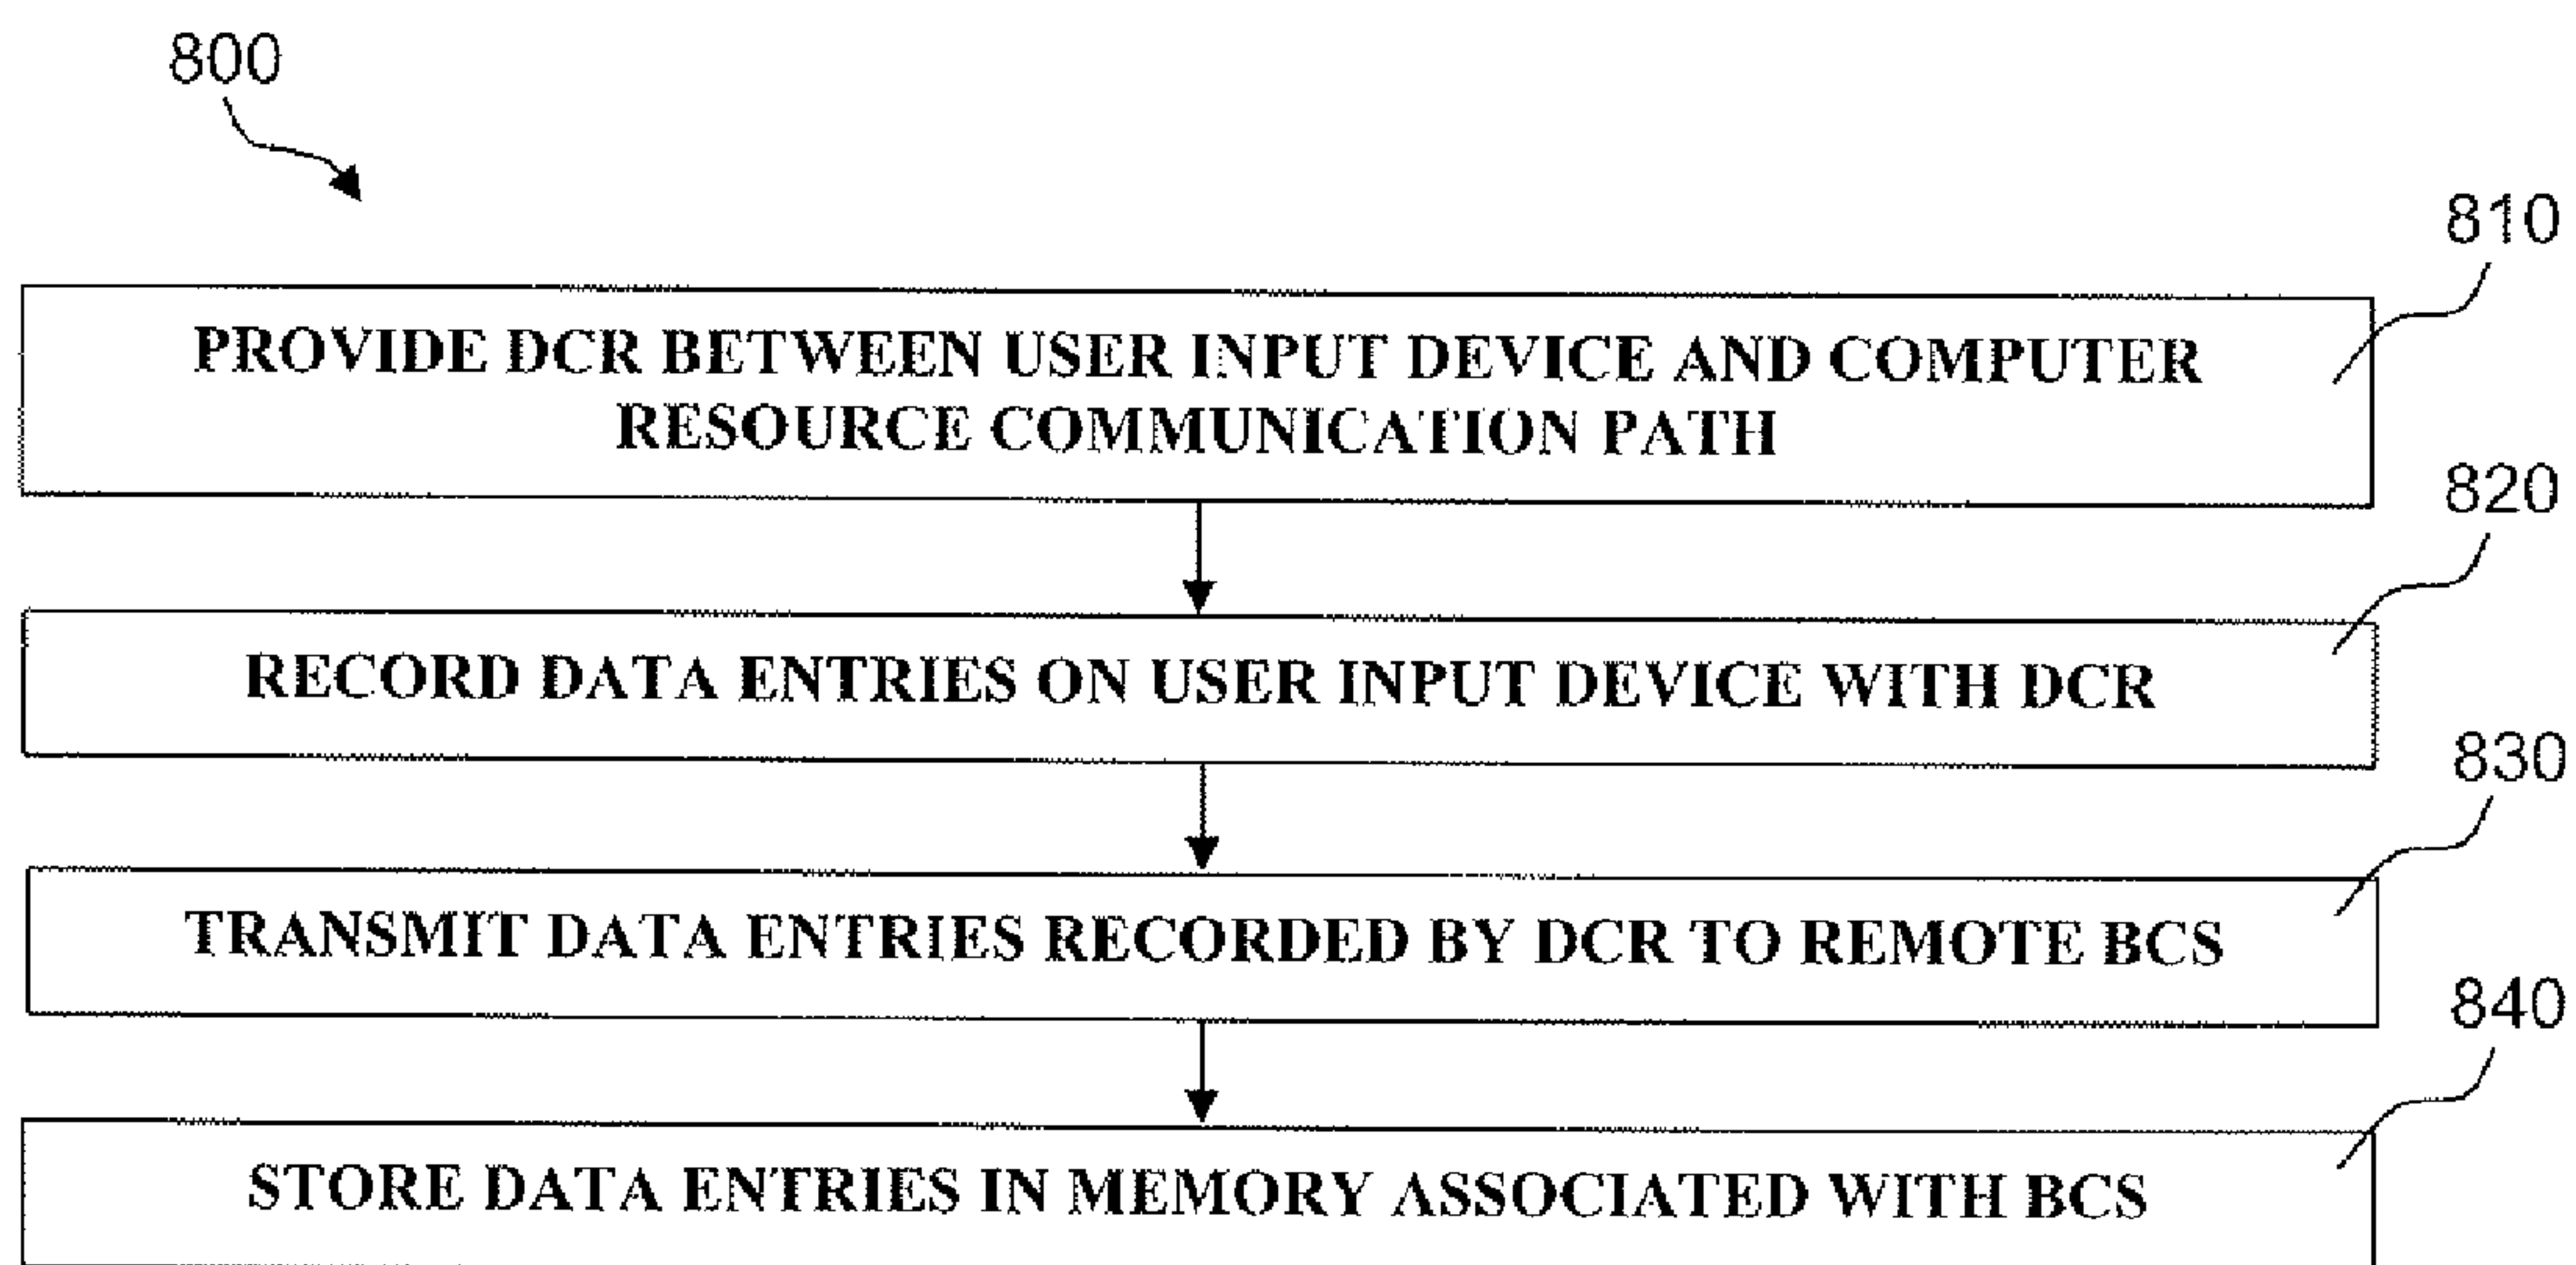 800
810
PROVIDE DCR BETWEEN USER INPUT DEVICE AND COMPUTER
RESOURCE COMMUNICATION PATH
820
RECORD DATA ENTRIES ON USER INPUT DEVICE WITH DCR
830
TRANSMIT DATA ENTRIES RECORDED BY DCR TO REMOTE BCS
840
STORE DATA ENTRIES IN MEMORY ASSOCIATED WITH BCS